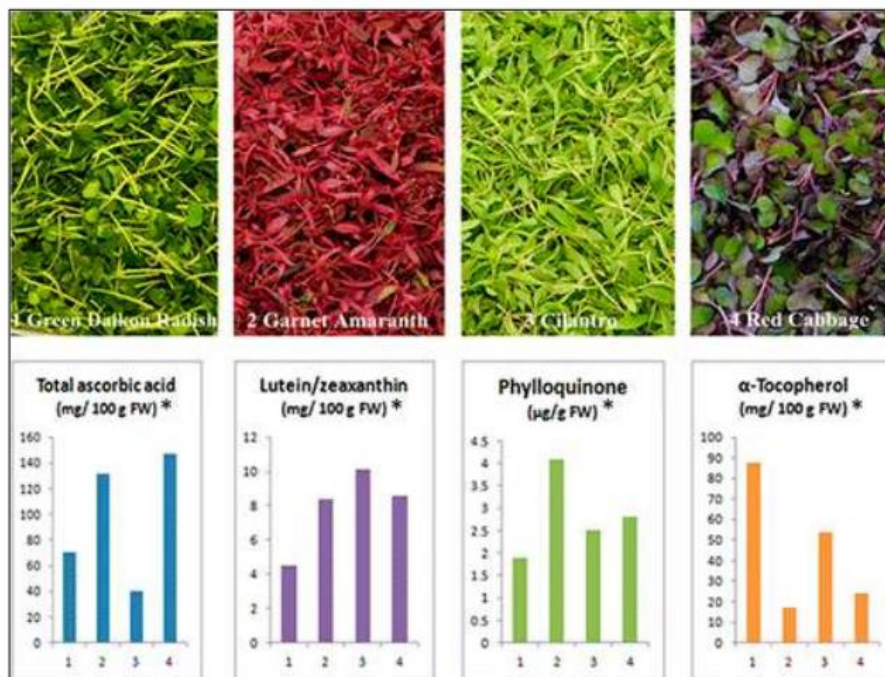 1 Green Daikon Radish
2 Garnet Amaranth
3 Cilantro
4 Red Cabbage
Total ascorbic acid
(mg/ 100 g FW) *
160
140
120
100
80
60
40
20
0
1 2 3 4
Lutein/zeaxanthin
(mg/ 100 g FW) *
12
10
8
6
4
2
0
1 2 3 4
Phylloquinone
(µg/g FW) *
4.5
4
3.5
3
2.5
2
1.5
1
0.5
0
1 2 3 4
α-Tocopherol
(mg/ 100 g FW) *
100
90
80
70
60
50
40
30
20
10
0
1 2 3 4